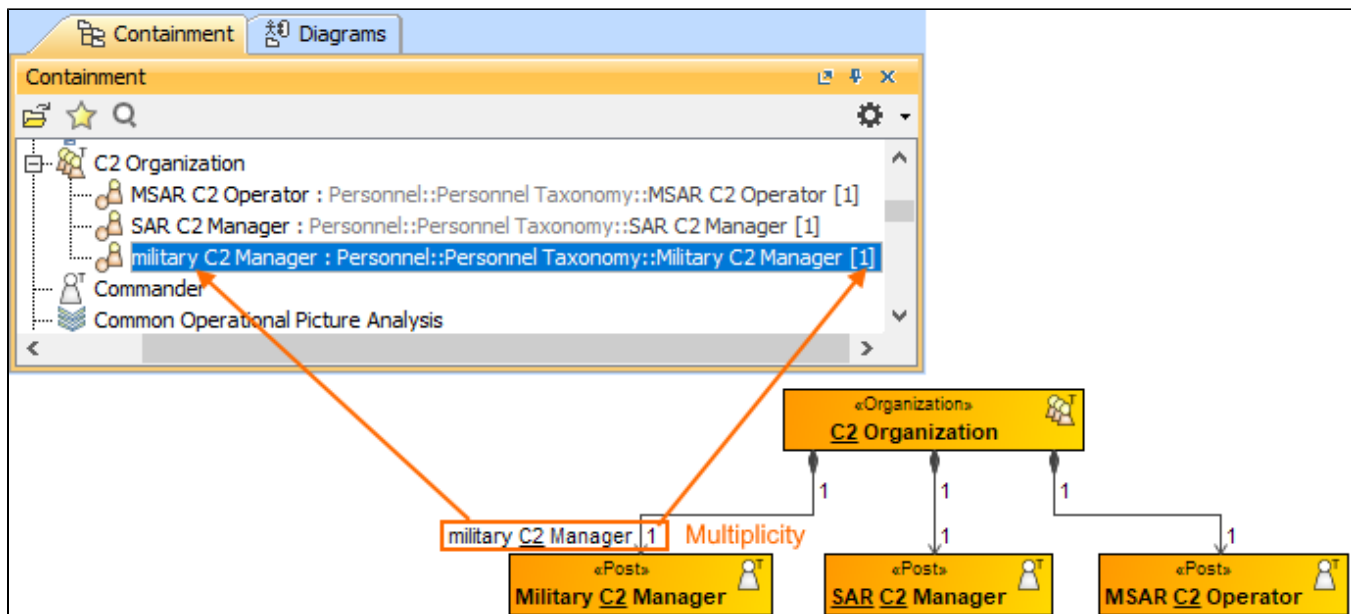 Containment Diagrams
Containment
C2 Organization
MSAR C2 Operator : Personnel::Personnel Taxonomy::MSAR C2 Operator [1]
SAR C2 Manager : Personnel::Personnel Taxonomy::SAR C2 Manager [1]
military C2 Manager : Personnel::Personnel Taxonomy::Military C2 Manager [1]
Commander
Common Operational Picture Analysis
«Organization»
C2 Organization
1 1 1
military C2 Manager 1 Multiplicity 1 1
«Post» «Post» «Post»
Military C2 Manager SAR C2 Manager MSAR C2 Operator